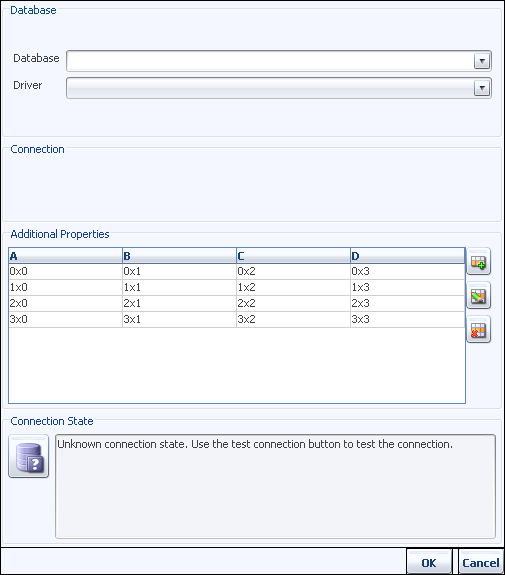 Database
Database
Driver
Connection
Additional Properties
A B C D
0x0 0x1 0x2 0x3
1x0 1x1 1x2 1x3
2x0 2x1 2x2 2x3
3x0 3x1 3x2 3x3
Connection State
?
Unknown connection state. Use the test connection button to test the connection.
OK Cancel